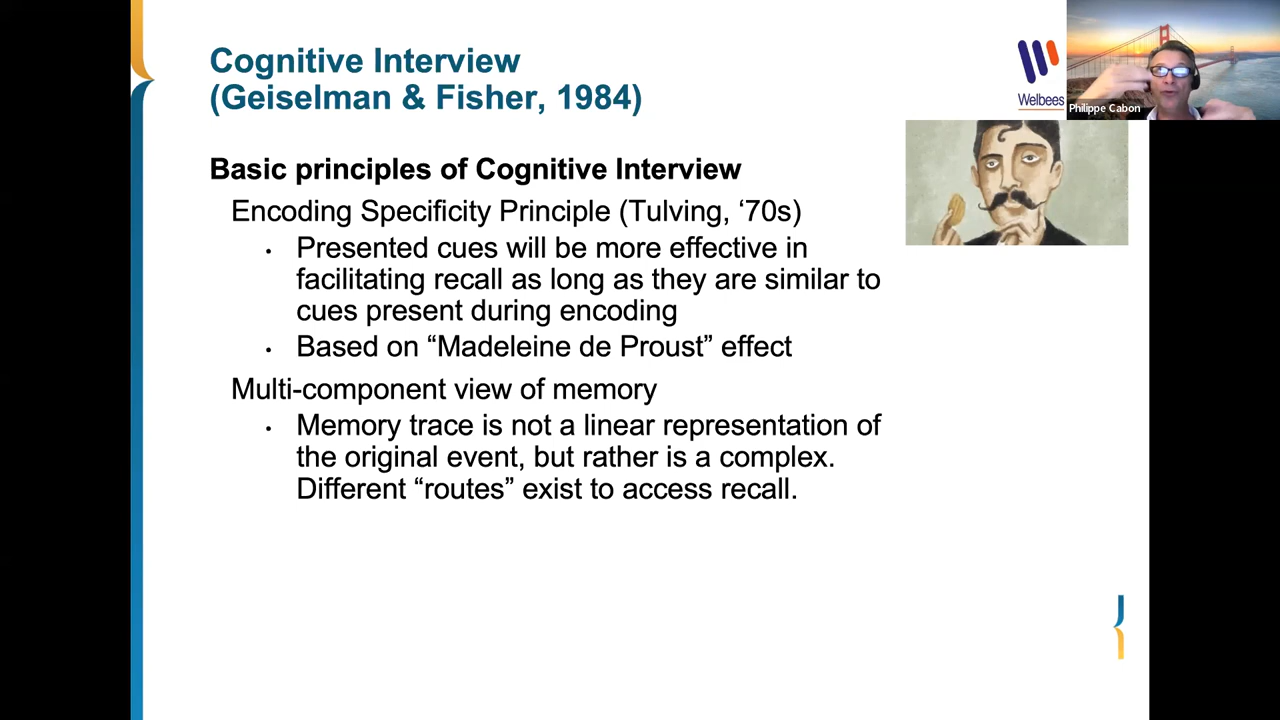 Cognitive Interview
(Geiselman & Fisher, 1984)
Welbees
Philippe Cabon
Basic principles of Cognitive Interview
Encoding Specificity Principle (Tulving, ‘70s)
• Presented cues will be more effective in
facilitating recall as long as they are similar to
cues present during encoding
• Based on “Madeleine de Proust” effect
Multi-component view of memory
• Memory trace is not a linear representation of
the original event, but rather is a complex.
Different “routes” exist to access recall.